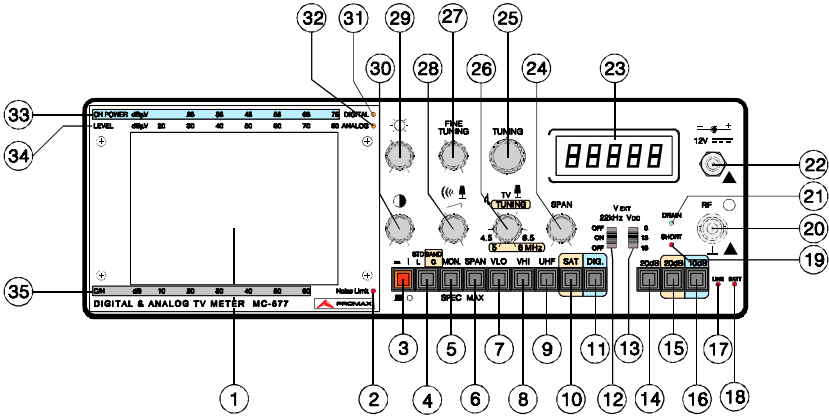 32 31 29 27 25
30 28 26 24 23
33 CH POWER dBµV 25 35 45 55 65 75 DIGITAL
34 LEVEL dBµV 20 30 40 50 60 70 80 ANALOG
FINE TUNING TUNING
88888
12V
22
TV
TUNING
SPAN
4.5 5.5
5 6 MHz
V EXT
22kHz VDC
OFF
ON
OFF
DRAIN
SHORT
RF
21
20
19
STD BAND
I L G MON. SPAN VLO VHI UHF SAT DIG.
20dB 20dB 10dB
LINE BATT
O SPEC MAX
35 C/N dB 10 20 30 40 50 60 Noise Limit
DIGITAL & ANALOG TV METER MC-577 PROMAX
1 2 3 4 5 6 7 8 9 10 11 12 13 14 15 16 17 18